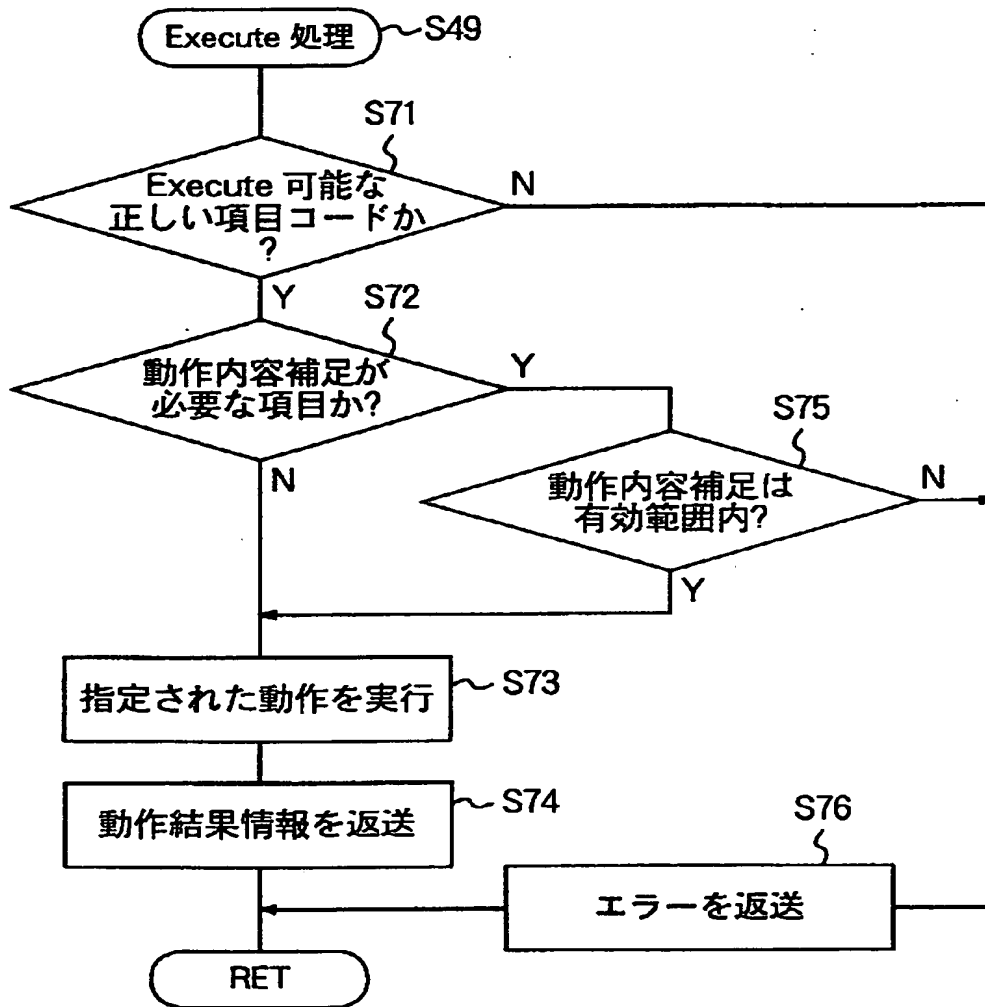 Execute 処理
S49
S71
Execute 可能な
正しい項目コードか
?
N
Y
S72
動作内容補足が
必要な項目か?
Y
N
S75
動作内容補足は
有効範囲内?
N
Y
指定された動作を実行
S73
動作結果情報を返送
S74
S76
エラーを返送
RET